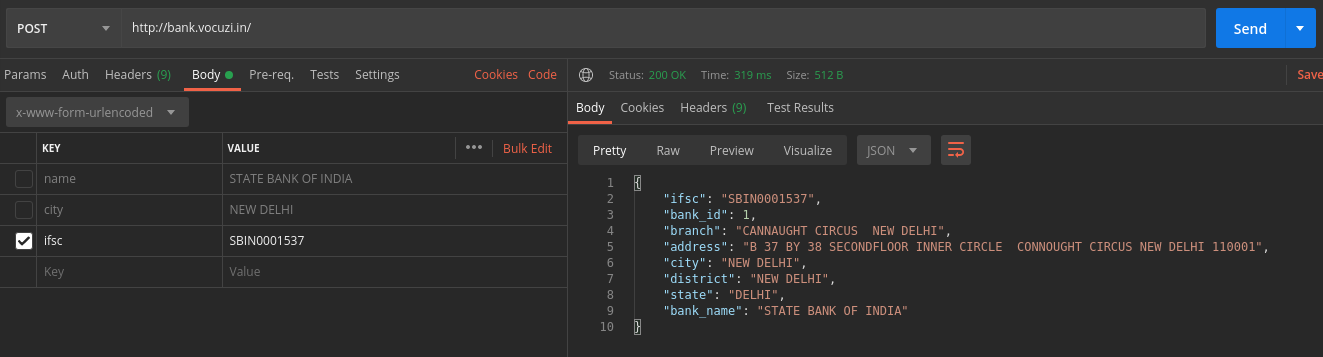 POST http://bank.vocuzi.in/ Send
Params Auth Headers (9) Body Pre-req. Tests Settings Cookies Code
x-www-form-urlencoded
KEY VALUE ••• Bulk Edit
name STATE BANK OF INDIA
city NEW DELHI
ifsc SBIN0001537
Key Value
Status: 200 OK Time: 319 ms Size: 512 B Save
Body Cookies Headers (9) Test Results
Pretty Raw Preview Visualize JSON
1 {
2 "ifsc": "SBIN0001537",
3 "bank_id": 1,
4 "branch": "CANNAUGHT CIRCUS  NEW DELHI",
5 "address": "B 37 BY 38 SECONDFLOOR INNER CIRCLE  CONNOUGHT CIRCUS NEW DELHI 110001",
6 "city": "NEW DELHI",
7 "district": "NEW DELHI",
8 "state": "DELHI",
9 "bank_name": "STATE BANK OF INDIA"
10 }